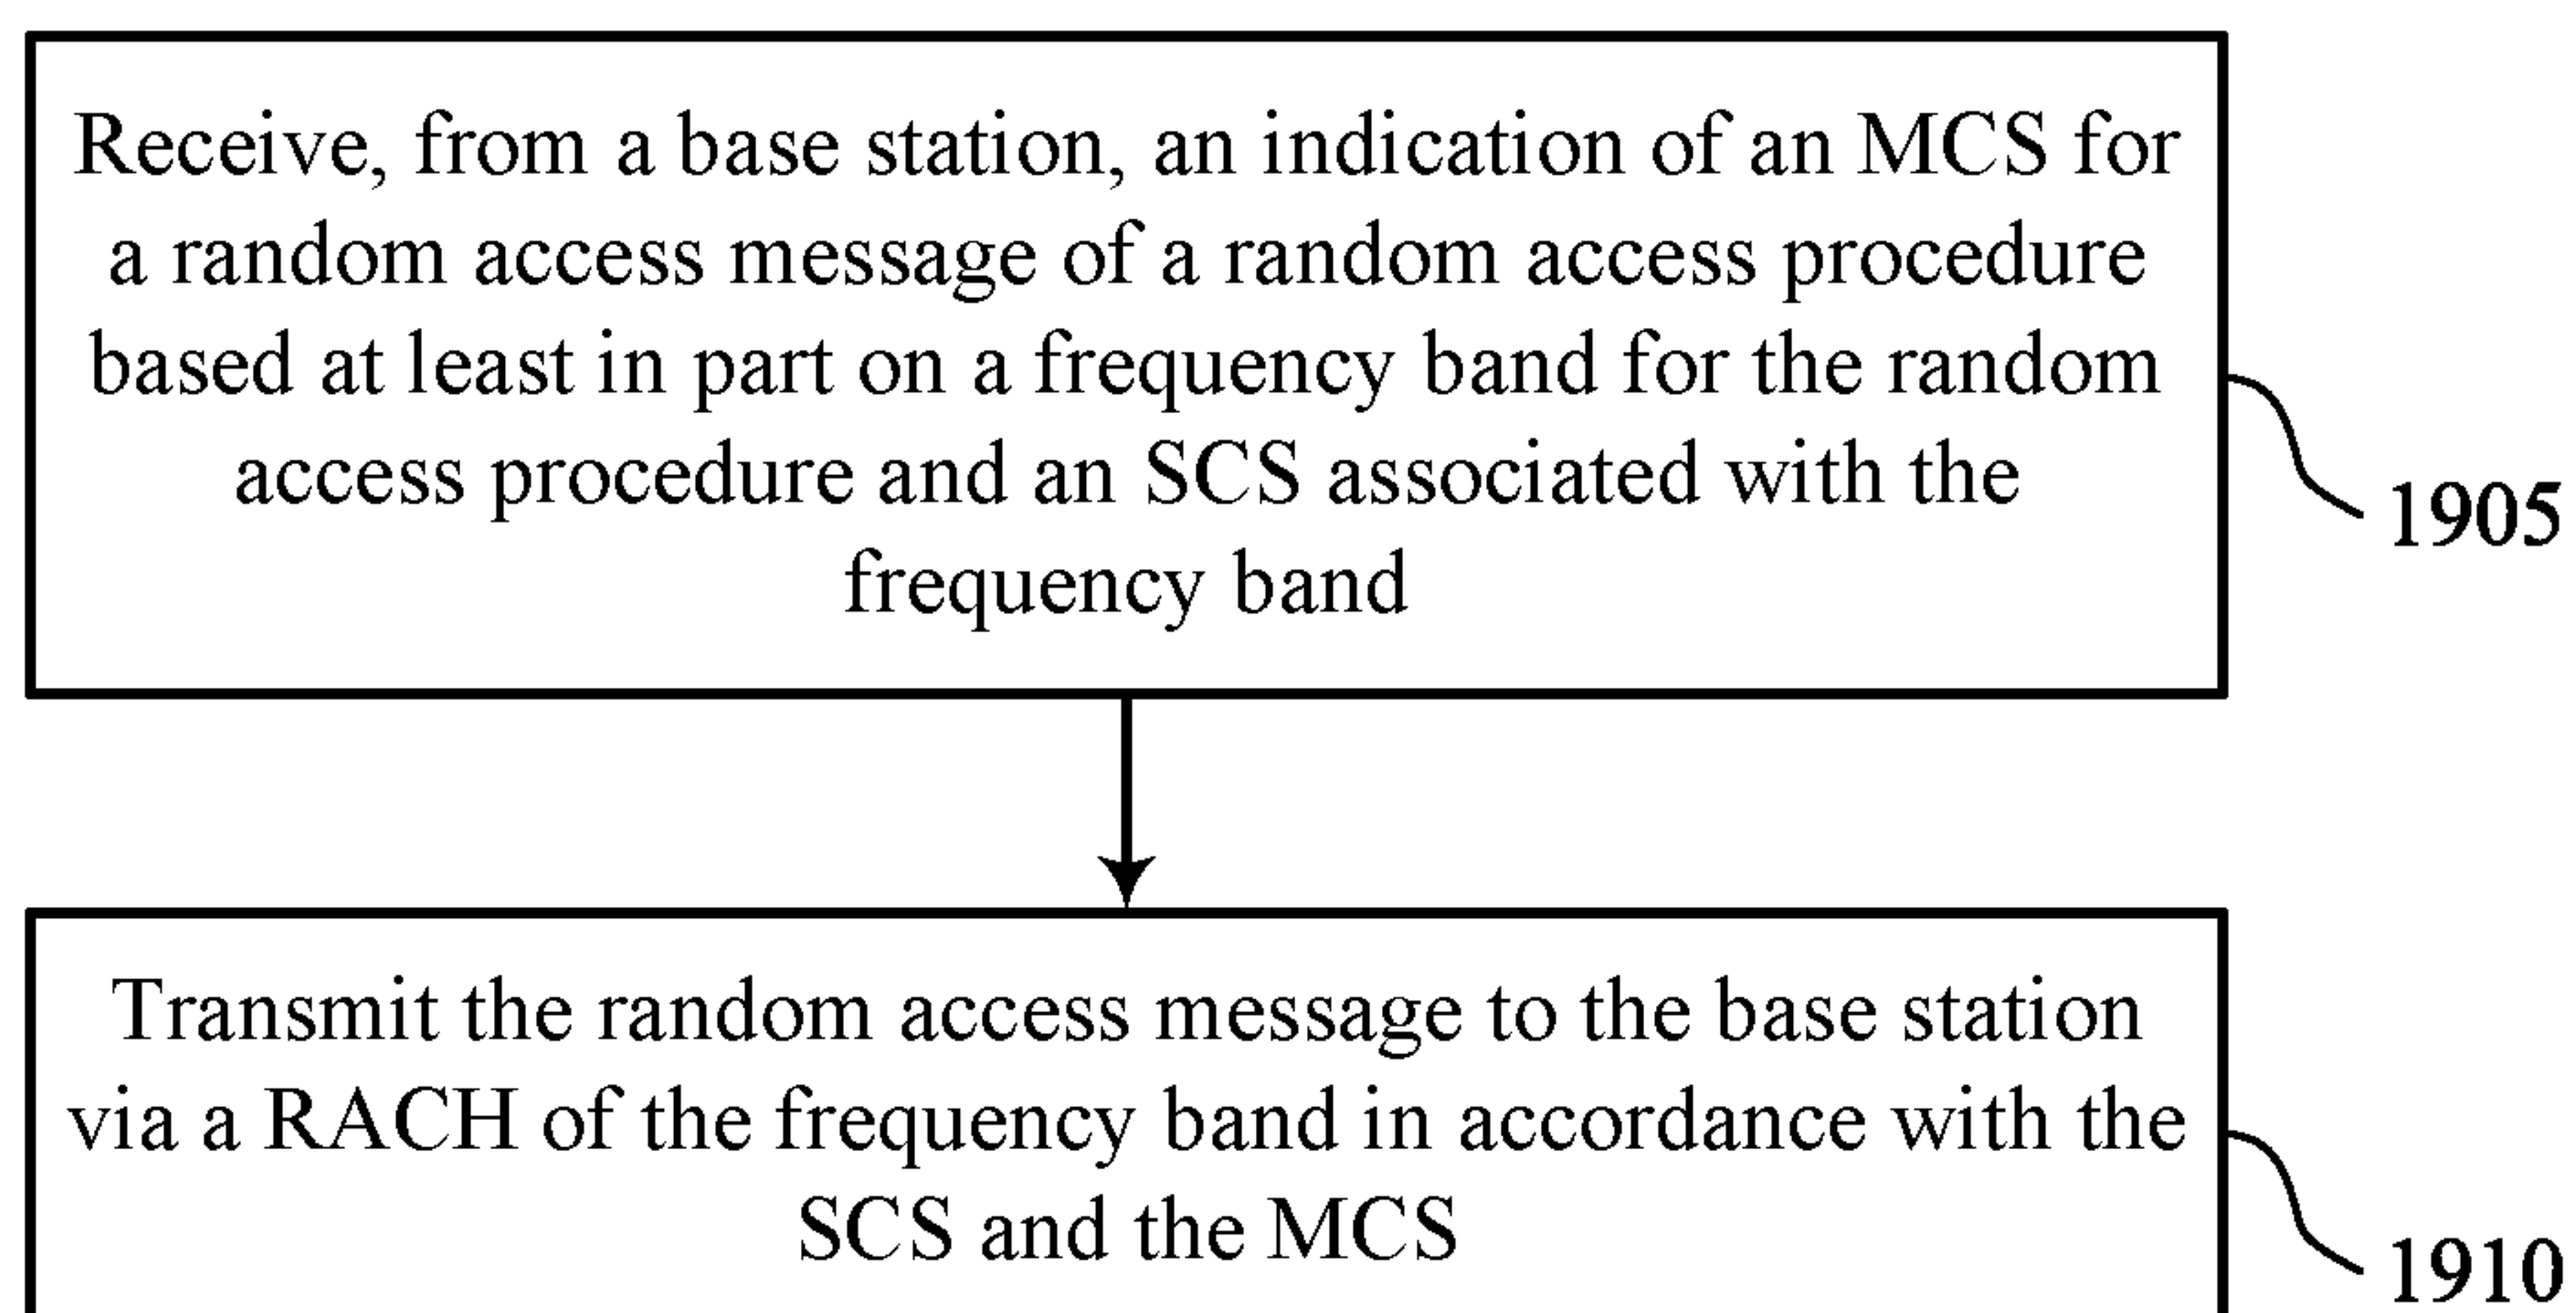 Receive, from a base station, an indication of an MCS for
a random access message of a random access procedure
based at least in part on a frequency band for the random
access procedure and an SCS associated with the
frequency band
1905
Transmit the random access message to the base station
via a RACH of the frequency band in accordance with the
SCS and the MCS
1910